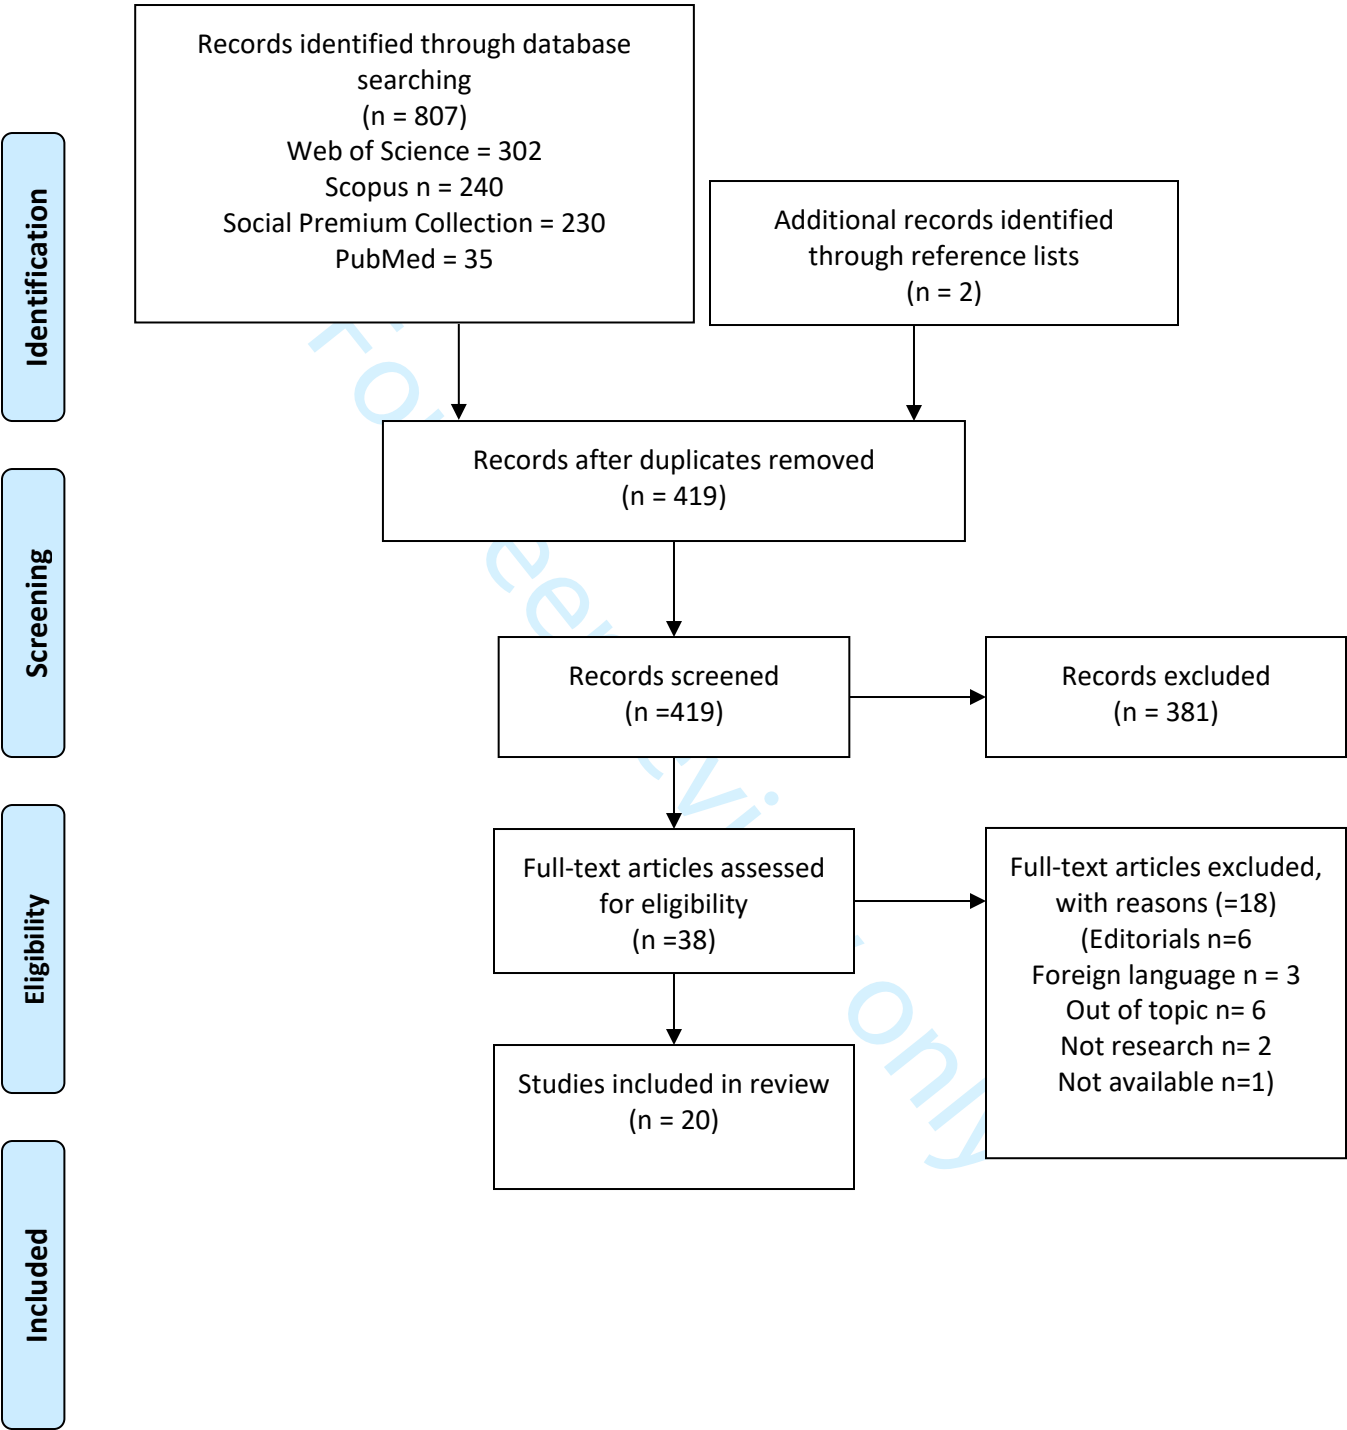 Records identified through database
searching
(n = 807)
Web of Science = 302
Scopus n = 240
Social Premium Collection = 230
PubMed = 35
Additional records identified
through reference lists
(n = 2)
Identification
Records after duplicates removed
(n = 419)
Screening
Records screened
(n =419)
Records excluded
(n = 381)
Full-text articles assessed
for eligibility
(n =38)
Full-text articles excluded,
with reasons (=18)
(Editorials n=6
Foreign language n = 3
Out of topic n= 6
Not research n= 2
Not available n=1)
Eligibility
Studies included in review
(n = 20)
Included
only